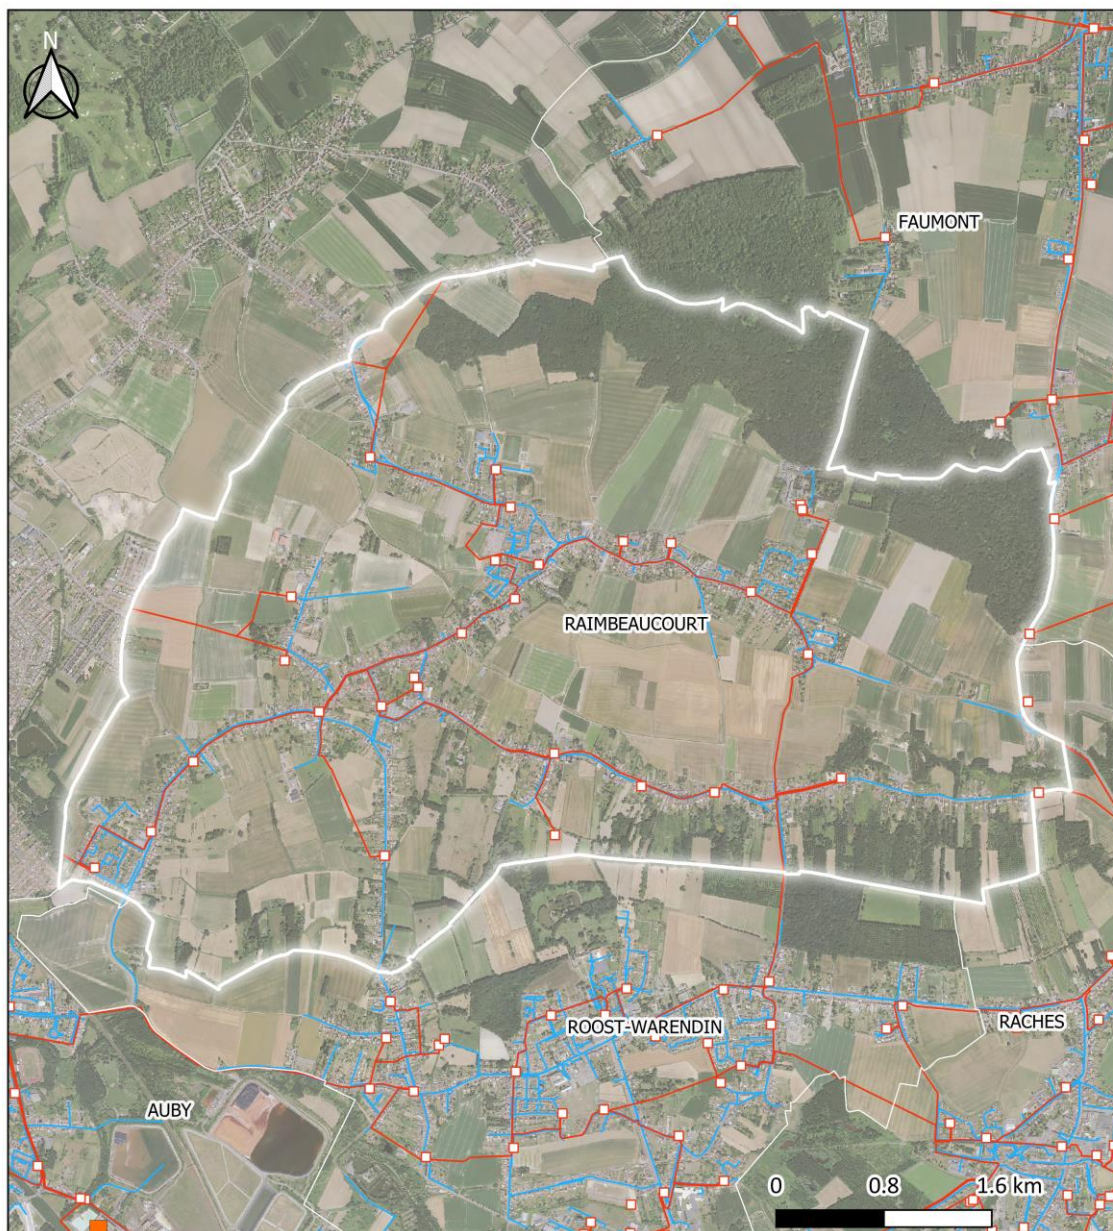 N
FAUMONT
RAIMBEAUCOURT
ROOST-WARENDIN
RACHES
AUBY
0 0.8 1.6 km